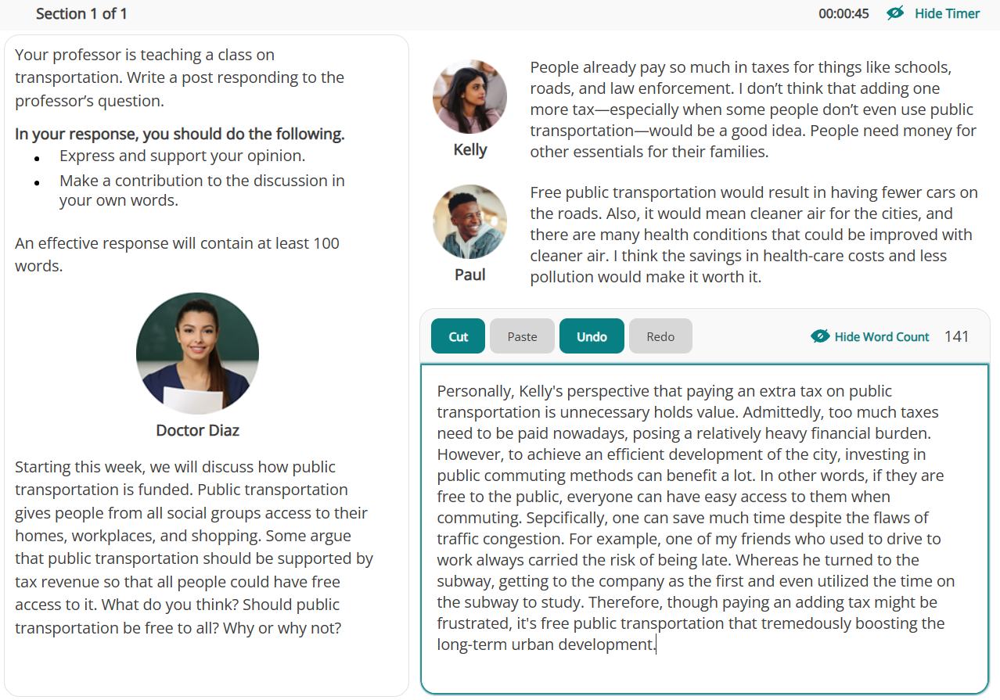 Section 1 of 1
00:00:45
Hide Timer
Your professor is teaching a class on
transportation. Write a post responding to the
professor’s question.
In your response, you should do the following.
• Express and support your opinion.
• Make a contribution to the discussion in
your own words.
An effective response will contain at least 100
words.
Doctor Diaz
Starting this week, we will discuss how public
transportation is funded. Public transportation
gives people from all social groups access to their
homes, workplaces, and shopping. Some argue
that public transportation should be supported by
tax revenue so that all people could have free
access to it. What do you think? Should public
transportation be free to all? Why or why not?
People already pay so much in taxes for things like schools,
roads, and law enforcement. I don’t think that adding one
more tax—especially when some people don’t even use public
transportation—would be a good idea. People need money for
other essentials for their families.
Kelly
Free public transportation would result in having fewer cars on
the roads. Also, it would mean cleaner air for the cities, and
there are many health conditions that could be improved with
cleaner air. I think the savings in health-care costs and less
pollution would make it worth it.
Paul
Cut
Paste
Undo
Redo
Hide Word Count
141
Personally, Kelly's perspective that paying an extra tax on public
transportation is unnecessary holds value. Admittedly, too much taxes
need to be paid nowadays, posing a relatively heavy financial burden.
However, to achieve an efficient development of the city, investing in
public commuting methods can benefit a lot. In other words, if they are
free to the public, everyone can have easy access to them when
commuting. Sepcifically, one can save much time despite the flaws of
traffic congestion. For example, one of my friends who used to drive to
work always carried the risk of being late. Whereas he turned to the
subway, getting to the company as the first and even utilized the time on
the subway to study. Therefore, though paying an adding tax might be
frustrated, it's free public transportation that tremedously boosting the
long-term urban development.